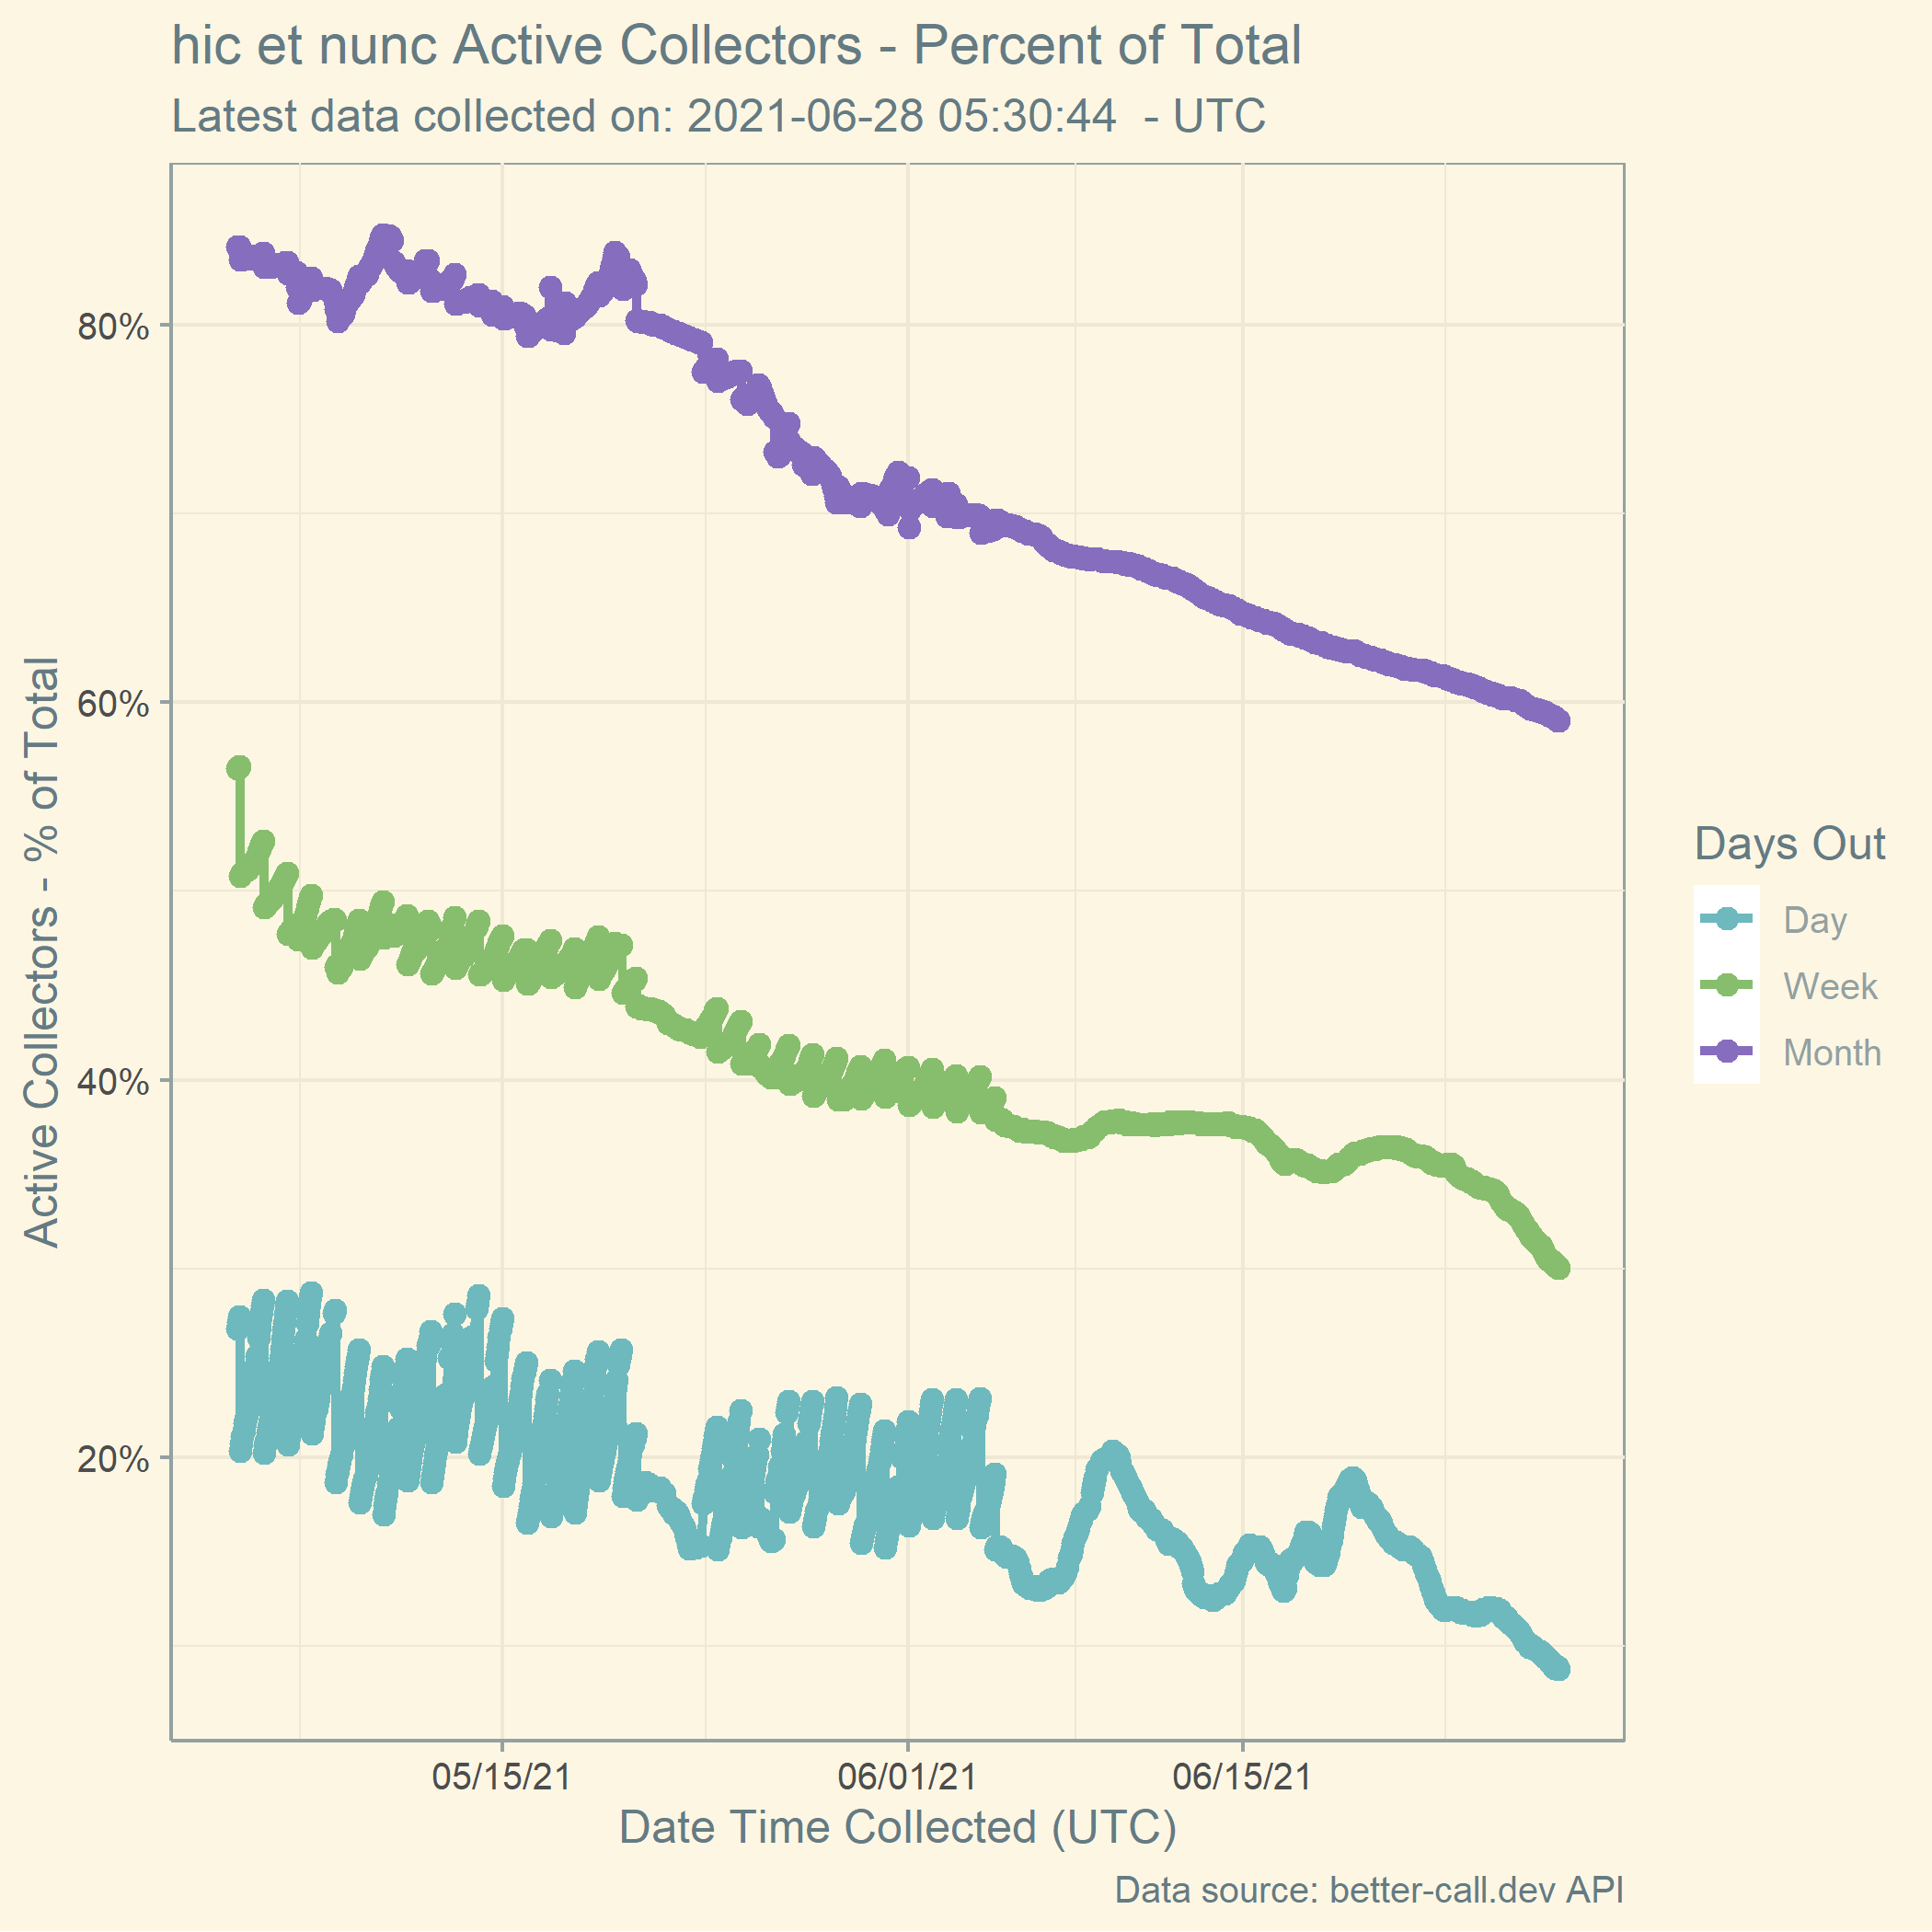 hic et nunc Active Collectors - Percent of Total
Latest data collected on: 2021-06-28 05:30:44  - UTC
Active Collectors - % of Total
80%
60%
40%
20%
05/15/21
06/01/21
06/15/21
Date Time Collected (UTC)
Days Out
Day
Week
Month
Data source: better-call.dev API